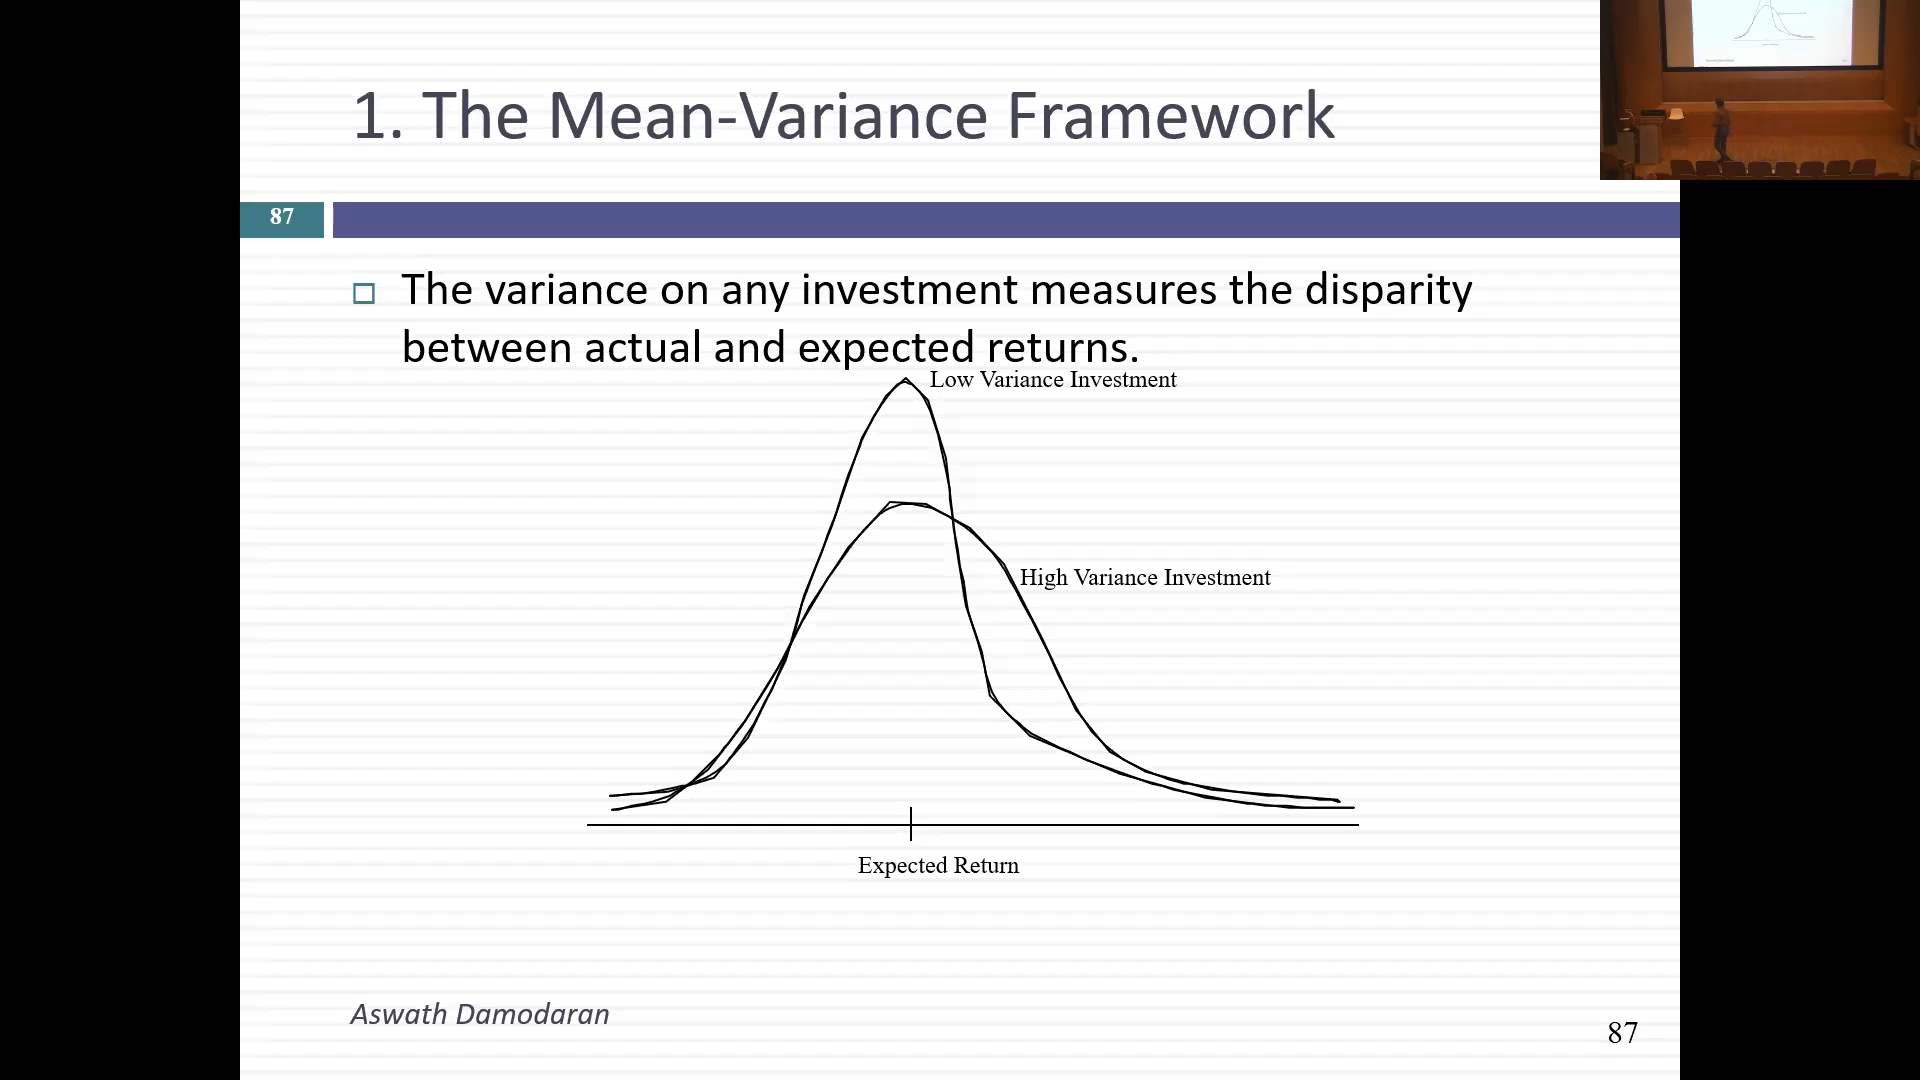 1. The Mean-Variance Framework
87
□ The variance on any investment measures the disparity
between actual and expected returns.
Low Variance Investment
High Variance Investment
Expected Return
Aswath Damodaran
87